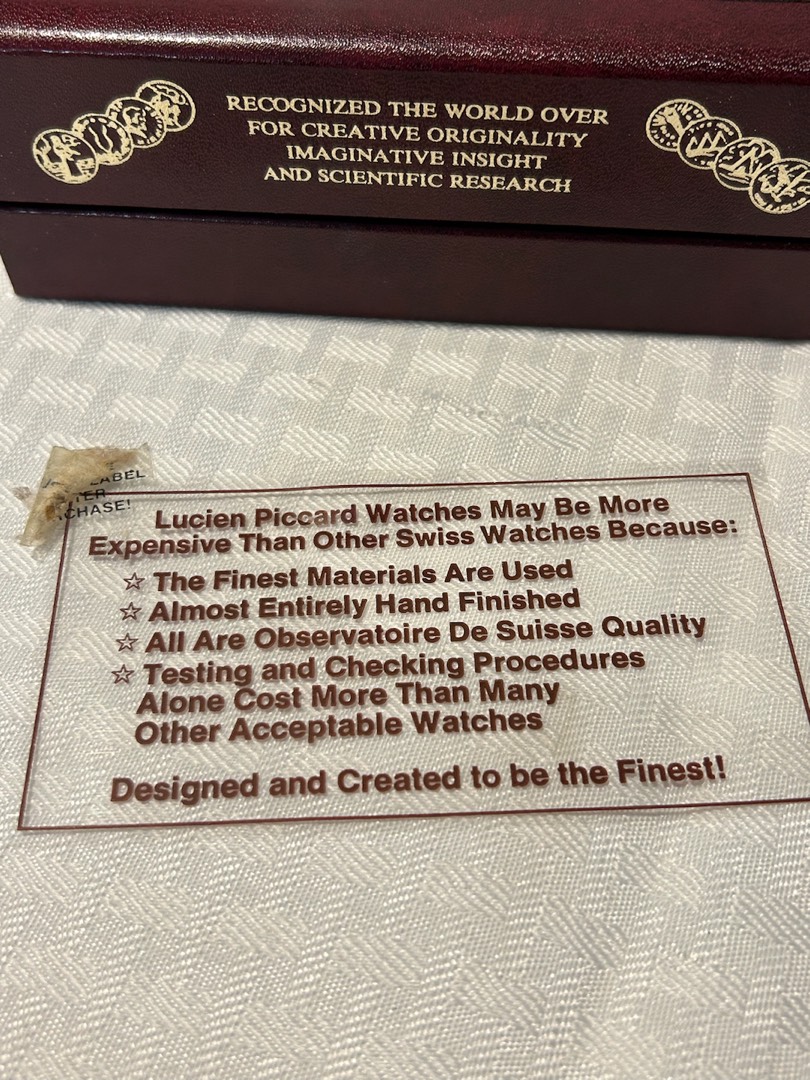 RECOGNIZED THE WORLD OVER
FOR CREATIVE ORIGINALITY
IMAGINATIVE INSIGHT
AND SCIENTIFIC RESEARCH
LABEL
Lucien Piccard Watches May Be More
Expensive Than Other Swiss Watches Because:
☆ The Finest Materials Are Used
☆ Almost Entirely Hand Finished
☆ All Are Observatoire De Suisse Quality
☆ Testing and Checking Procedures
Alone Cost More Than Many
Other Acceptable Watches
Designed and Created to be the Finest!